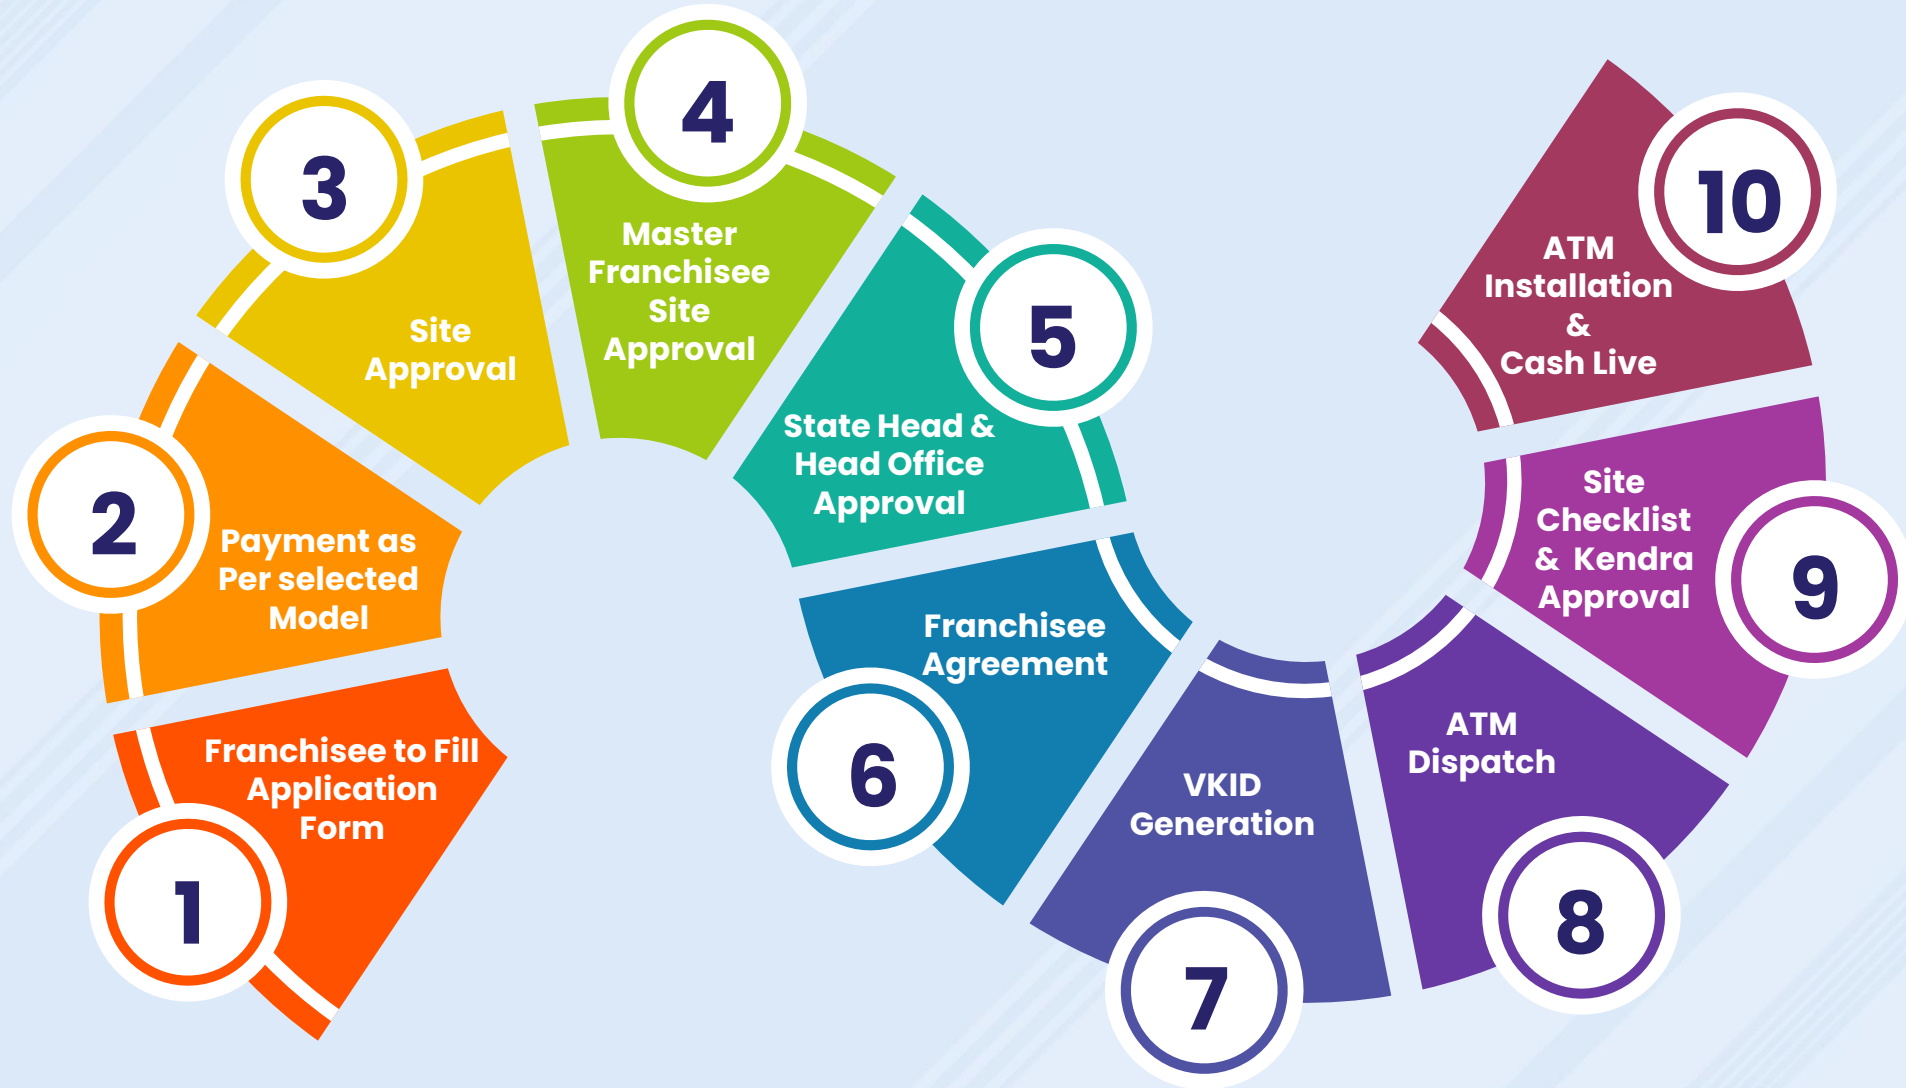 1
Franchisee to Fill
Application
Form
2
Payment as
Per selected
Model
3
Site
Approval
4
Master
Franchisee
Site
Approval
5
State Head &
Head Office
Approval
6
Franchisee
Agreement
7
VKID
Generation
8
ATM
Dispatch
9
Site
Checklist
& Kendra
Approval
10
ATM
Installation
&
Cash Live